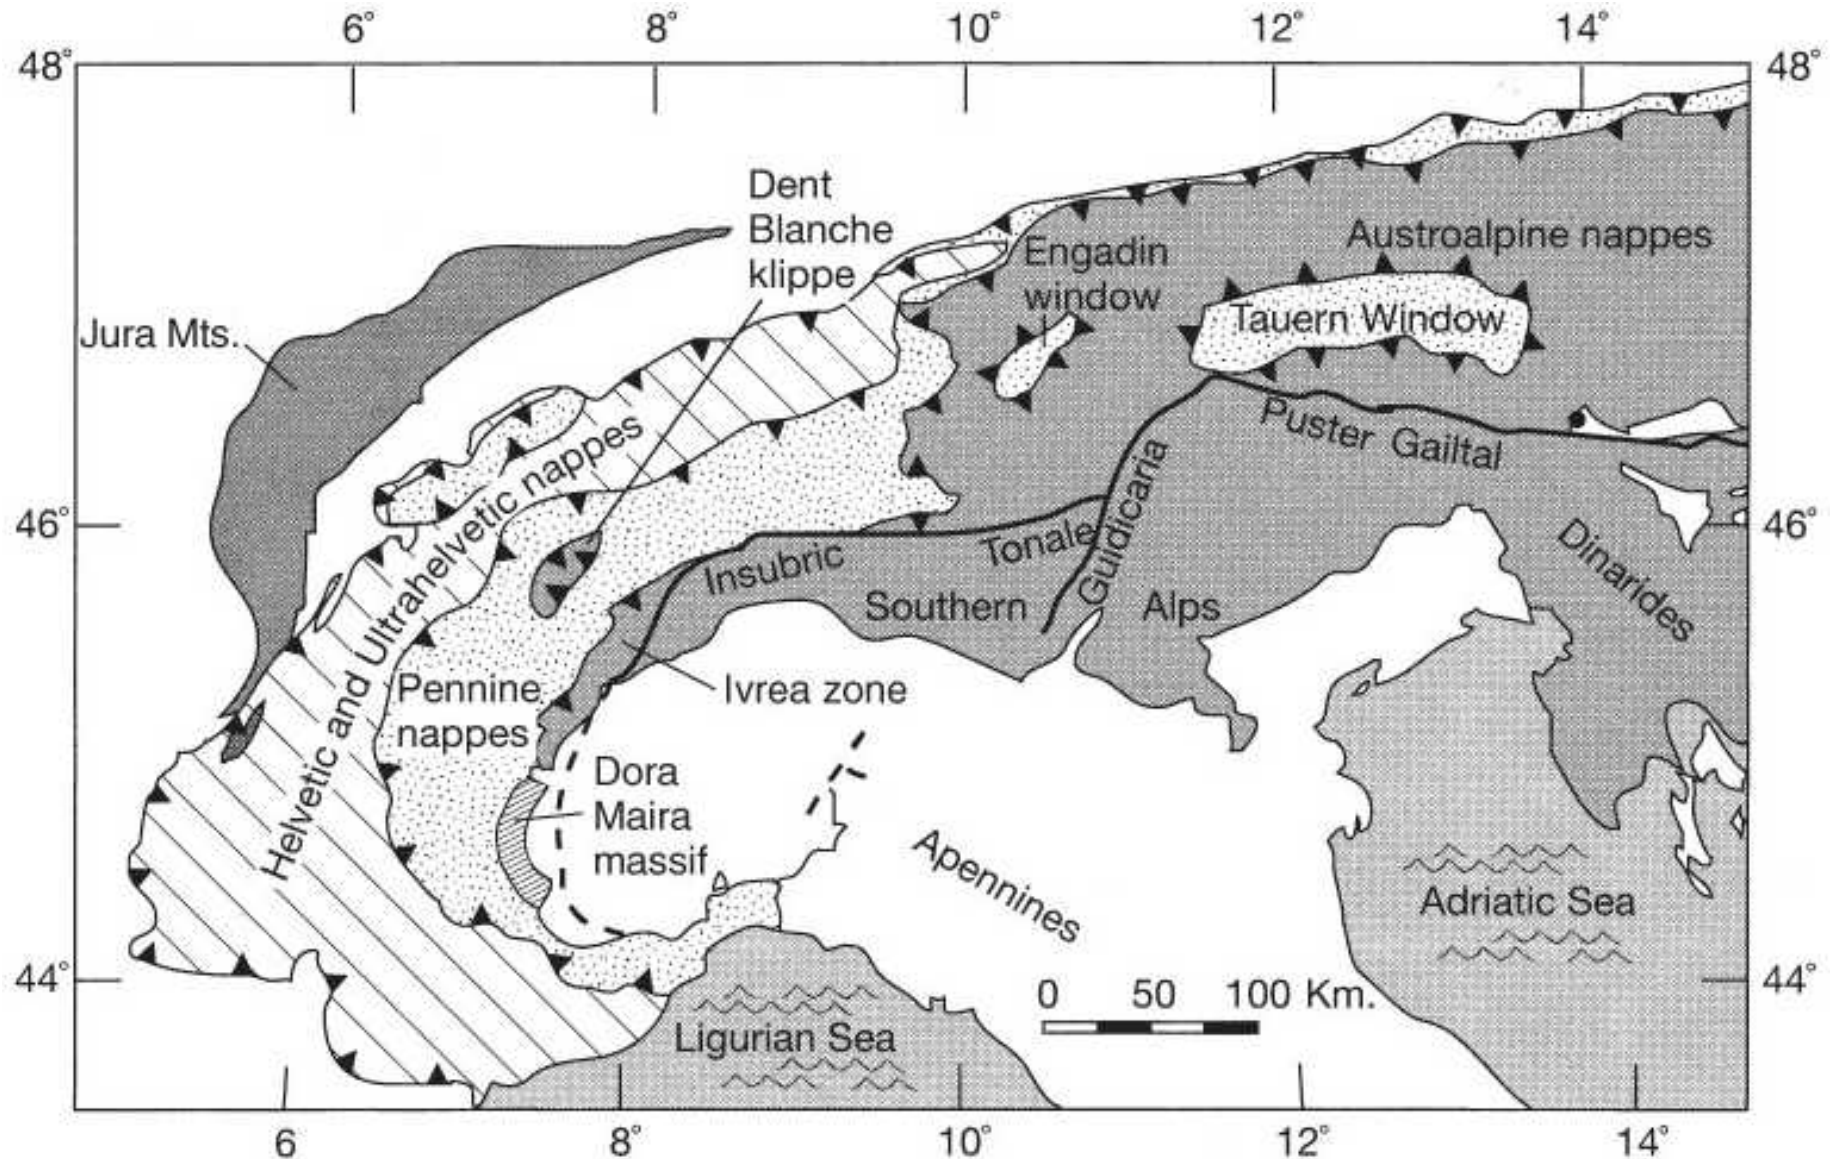 6° 8° 10° 12° 14°
48° 48°
Dent
Blanche
klippe
Engadin
window
Austroalpine nappes
Tauern Window
Jura Mts.
Puster Gailtal
Helvetic and Ultrahelvetic nappes
46° 46°
Insubric
Tonale
Guidicaria
Dinarides
Southern Alps
Pennine
nappes
Ivrea zone
Dora
Maira
massif
Apennines
Adriatic Sea
44° 44°
0 50 100 Km.
Ligurian Sea
6 8° 10° 12° 14°